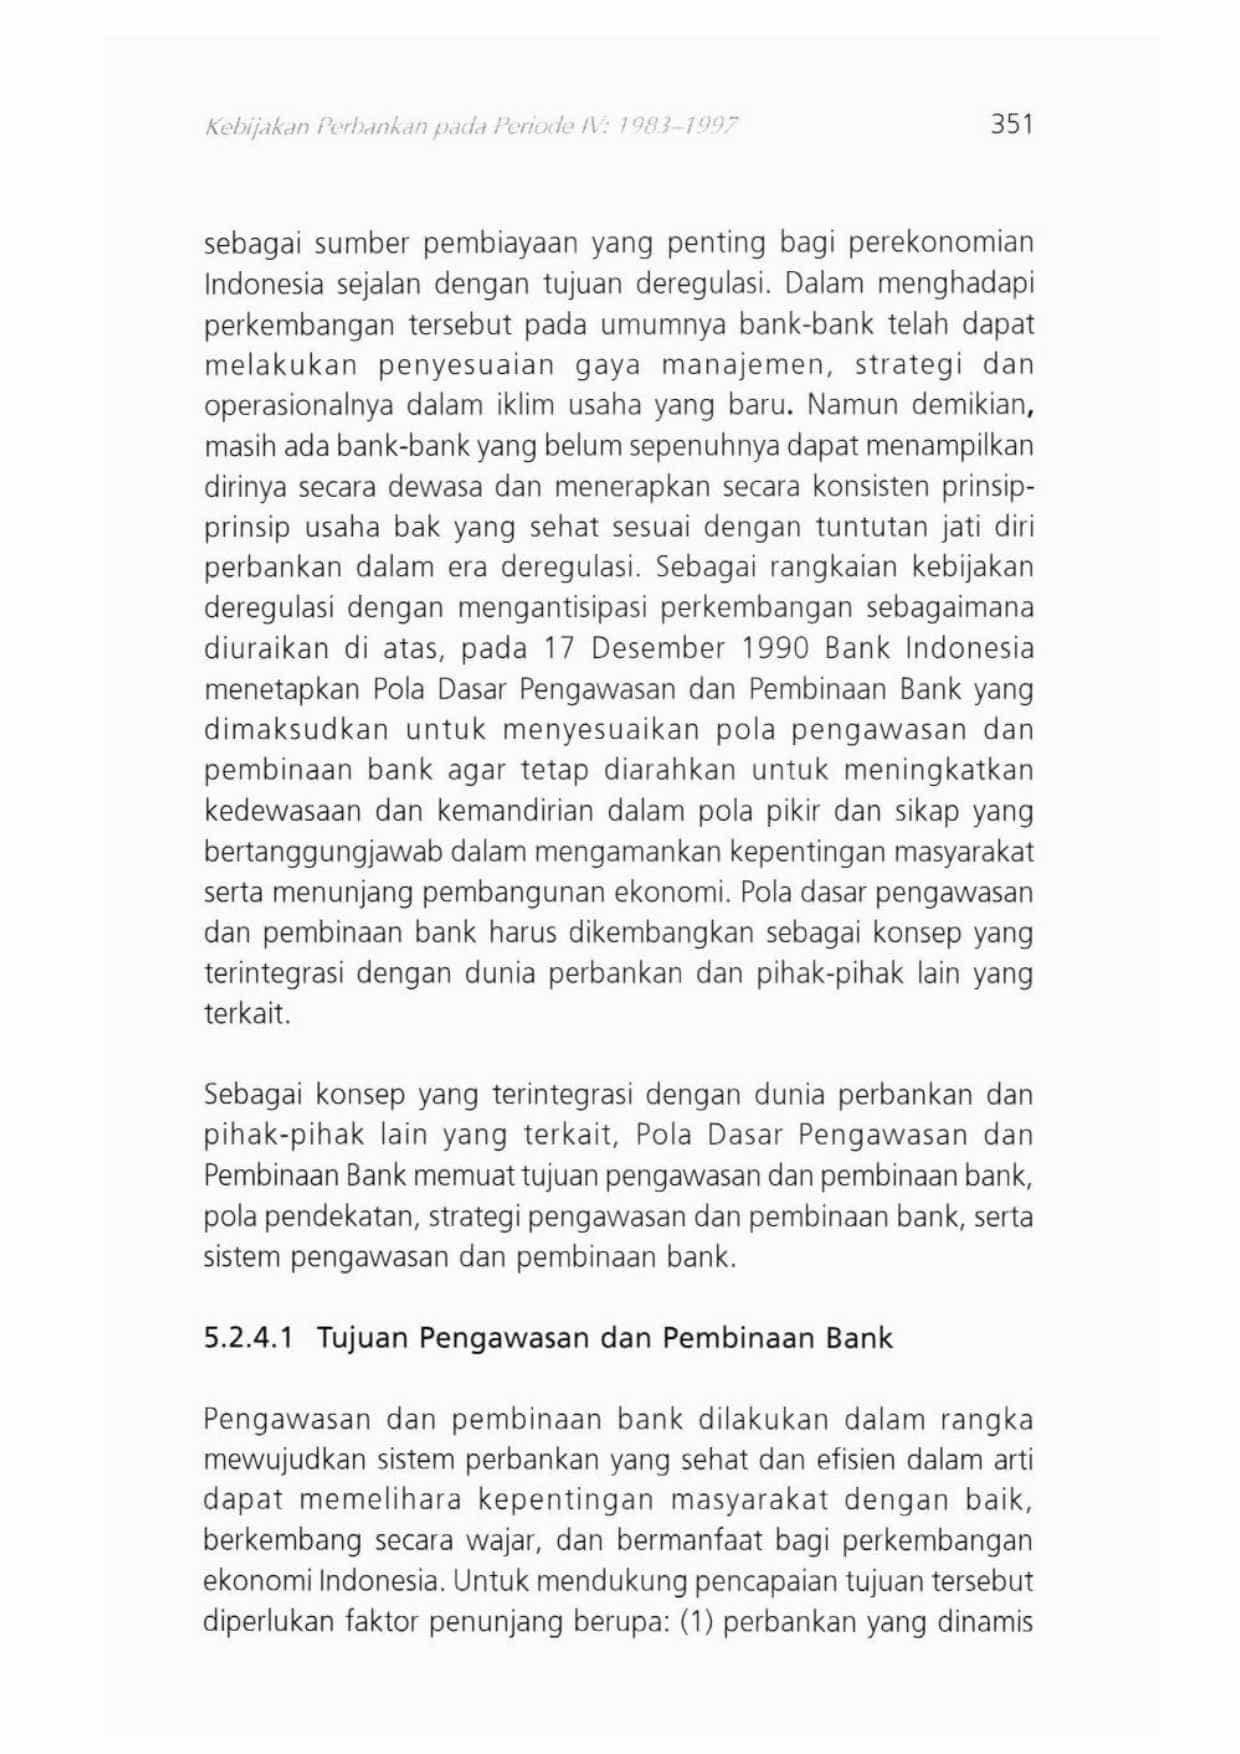 Kebijakan Perbankan pada Periode IV: 1983–1997 351
sebagai sumber pembiayaan yang penting bagi perekonomian
Indonesia sejalan dengan tujuan deregulasi. Dalam menghadapi
perkembangan tersebut pada umumnya bank-bank telah dapat
melakukan penyesuaian gaya manajemen, strategi dan
operasionalnya dalam iklim usaha yang baru. Namun demikian,
masih ada bank-bank yang belum sepenuhnya dapat menampilkan
dirinya secara dewasa dan menerapkan secara konsisten prinsip-
prinsip usaha bak yang sehat sesuai dengan tuntutan jati diri
perbankan dalam era deregulasi. Sebagai rangkaian kebijakan
deregulasi dengan mengantisipasi perkembangan sebagaimana
diuraikan di atas, pada 17 Desember 1990 Bank Indonesia
menetapkan Pola Dasar Pengawasan dan Pembinaan Bank yang
dimaksudkan untuk menyesuaikan pola pengawasan dan
pembinaan bank agar tetap diarahkan untuk meningkatkan
kedewasaan dan kemandirian dalam pola pikir dan sikap yang
bertanggungjawab dalam mengamankan kepentingan masyarakat
serta menunjang pembangunan ekonomi. Pola dasar pengawasan
dan pembinaan bank harus dikembangkan sebagai konsep yang
terintegrasi dengan dunia perbankan dan pihak-pihak lain yang
terkait.
Sebagai konsep yang terintegrasi dengan dunia perbankan dan
pihak-pihak lain yang terkait, Pola Dasar Pengawasan dan
Pembinaan Bank memuat tujuan pengawasan dan pembinaan bank,
pola pendekatan, strategi pengawasan dan pembinaan bank, serta
sistem pengawasan dan pembinaan bank.
5.2.4.1 Tujuan Pengawasan dan Pembinaan Bank
Pengawasan dan pembinaan bank dilakukan dalam rangka
mewujudkan sistem perbankan yang sehat dan efisien dalam arti
dapat memelihara kepentingan masyarakat dengan baik,
berkembang secara wajar, dan bermanfaat bagi perkembangan
ekonomi Indonesia. Untuk mendukung pencapaian tujuan tersebut
diperlukan faktor penunjang berupa: (1) perbankan yang dinamis